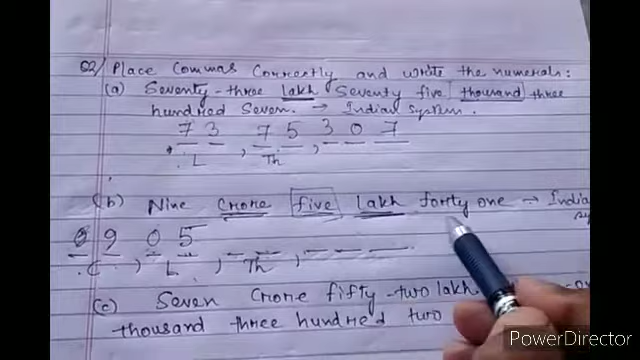 Q2/ Place Commas Correctly and write the numerals:
(a) Seventy-three lakh Seventy five thousand three
hundred Seven. → Indian System.
7 3 , 7 5 , 3 0 7
L Th
(b) Nine Crore five lakh forty one → India
0 9 , 0 5 , _ _ , _ _ _ .
C L Th
(c) Seven Crore fifty-two lakh
thousand three hundred two
PowerDirector